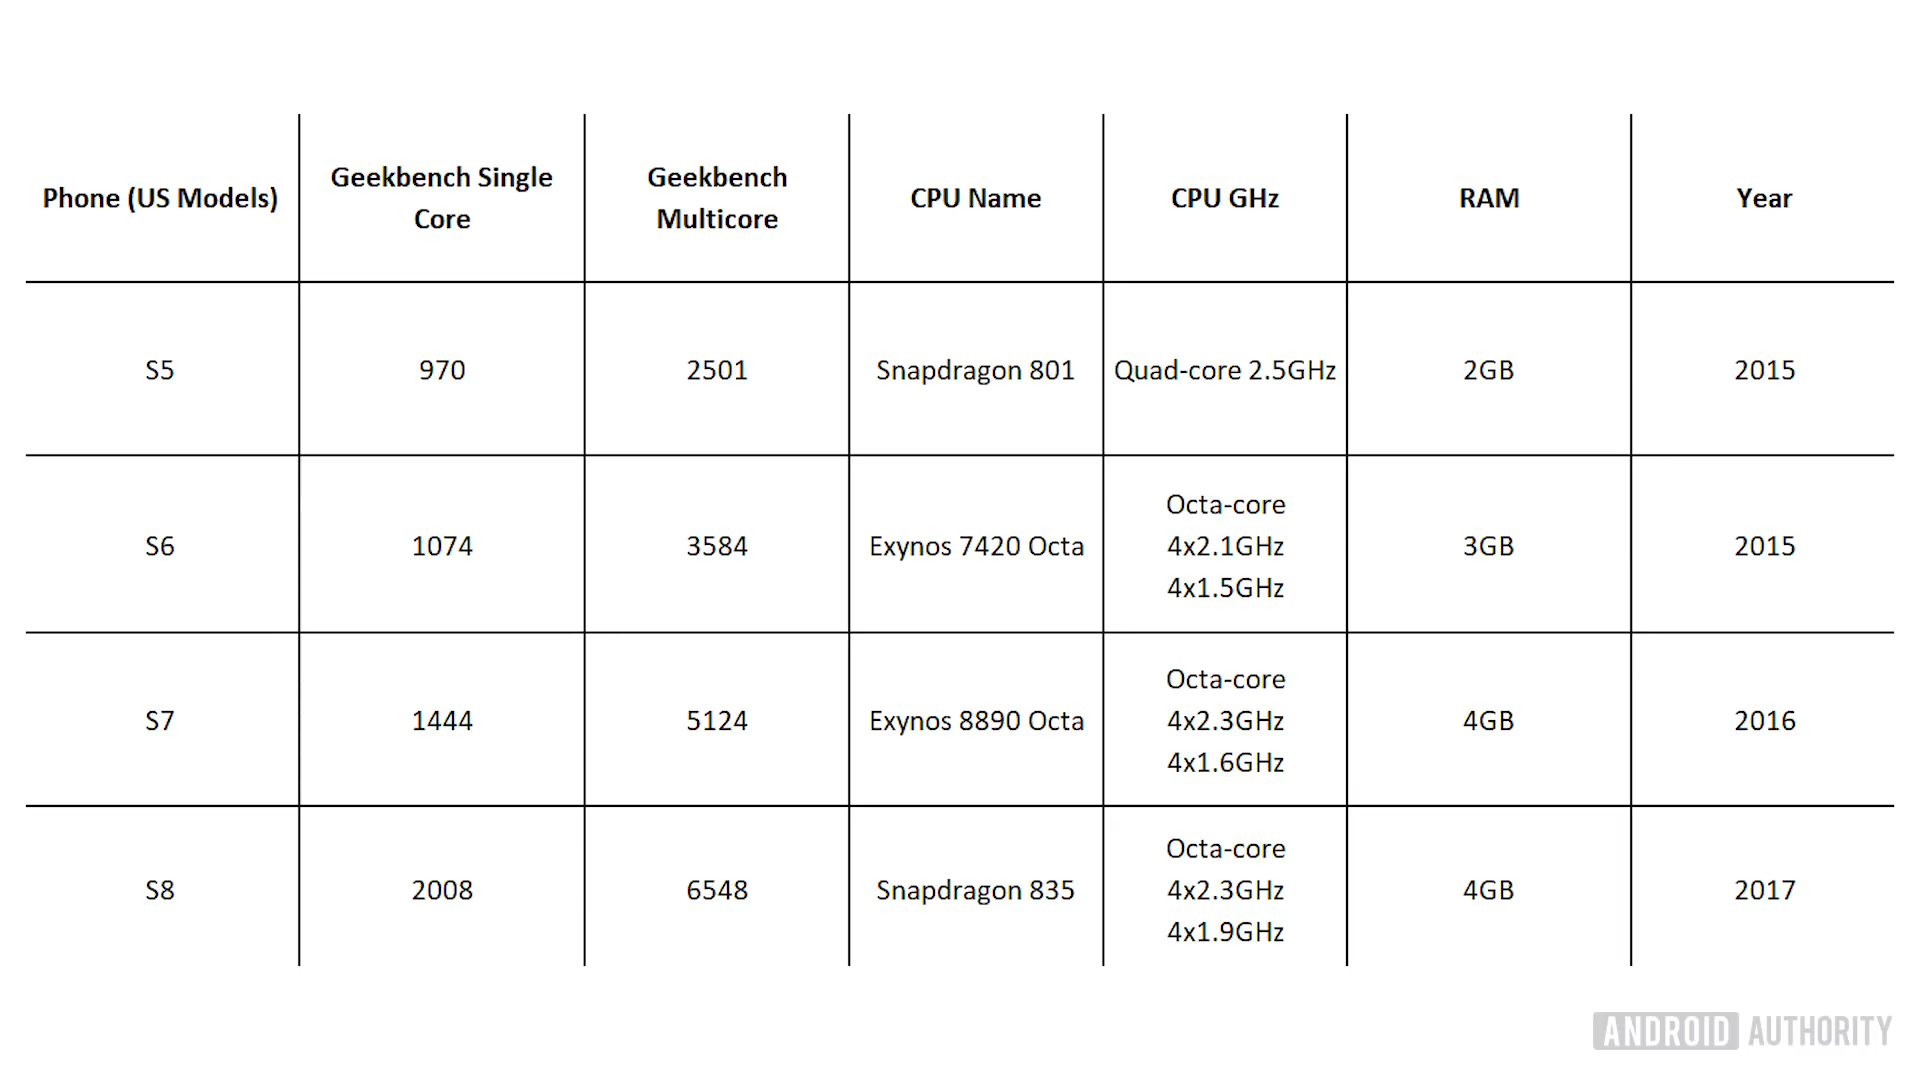 Phone (US Models)
Geekbench Single
Core
Geekbench
Multicore
CPU Name
CPU GHz
RAM
Year
S5
970
2501
Snapdragon 801
Quad-core 2.5GHz
2GB
2015
S6
1074
3584
Exynos 7420 Octa
Octa-core
4x2.1GHz
4x1.5GHz
3GB
2015
S7
1444
5124
Exynos 8890 Octa
Octa-core
4x2.3GHz
4x1.6GHz
4GB
2016
S8
2008
6548
Snapdragon 835
Octa-core
4x2.3GHz
4x1.9GHz
4GB
2017
ANDROID AUTHORITY